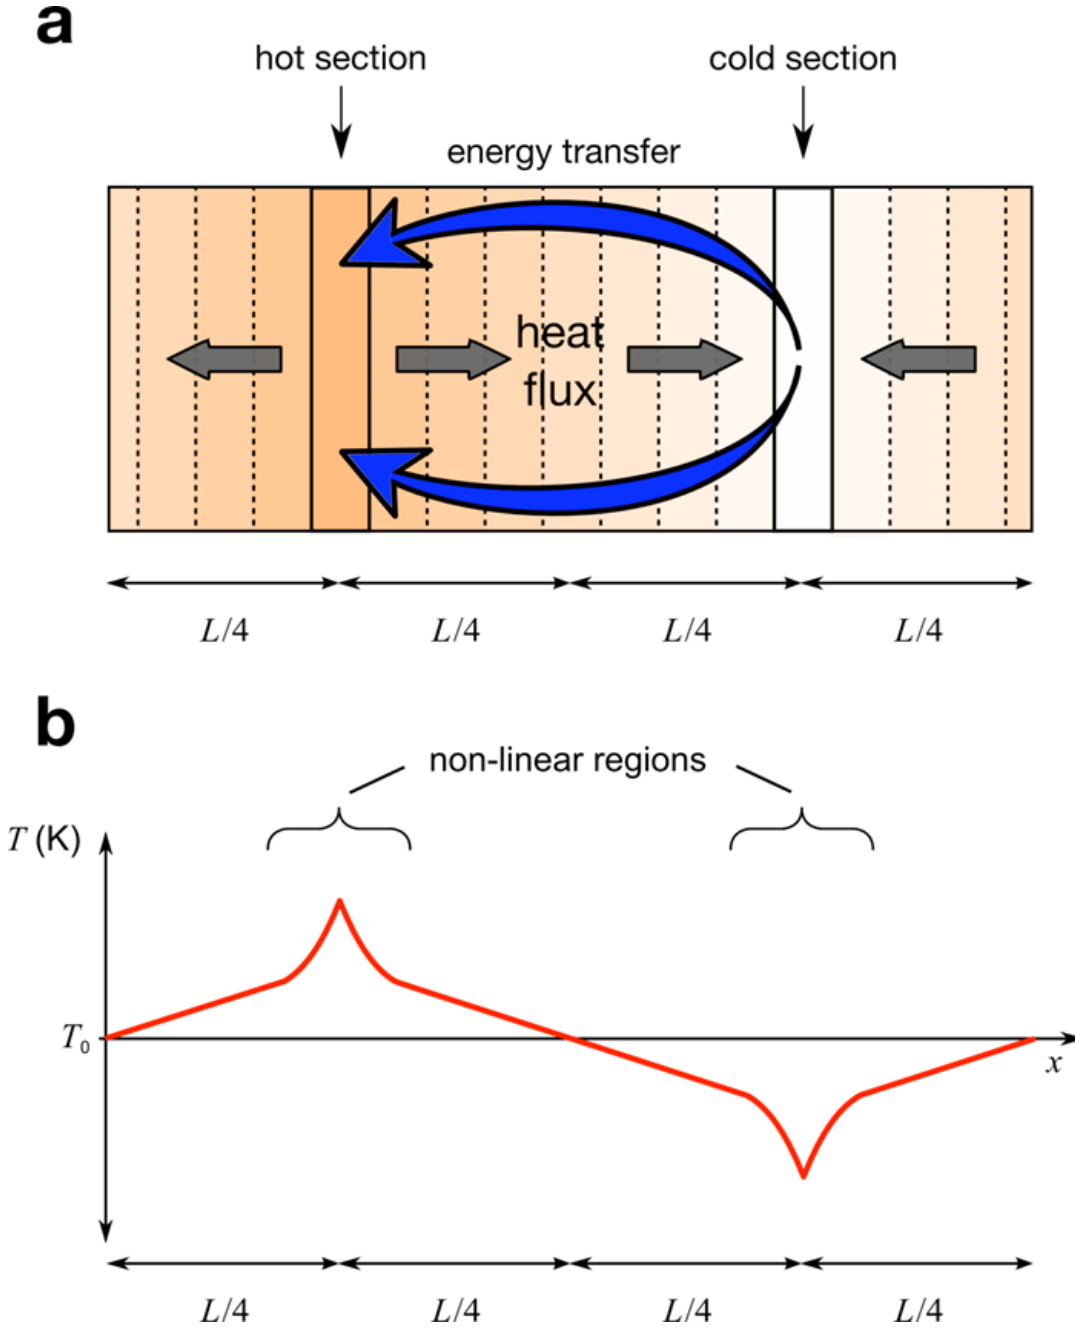 a
hot section
cold section
energy transfer
heat
flux
L/4
L/4
L/4
L/4
b
non-linear regions
T (K)
T₀
x
L/4
L/4
L/4
L/4